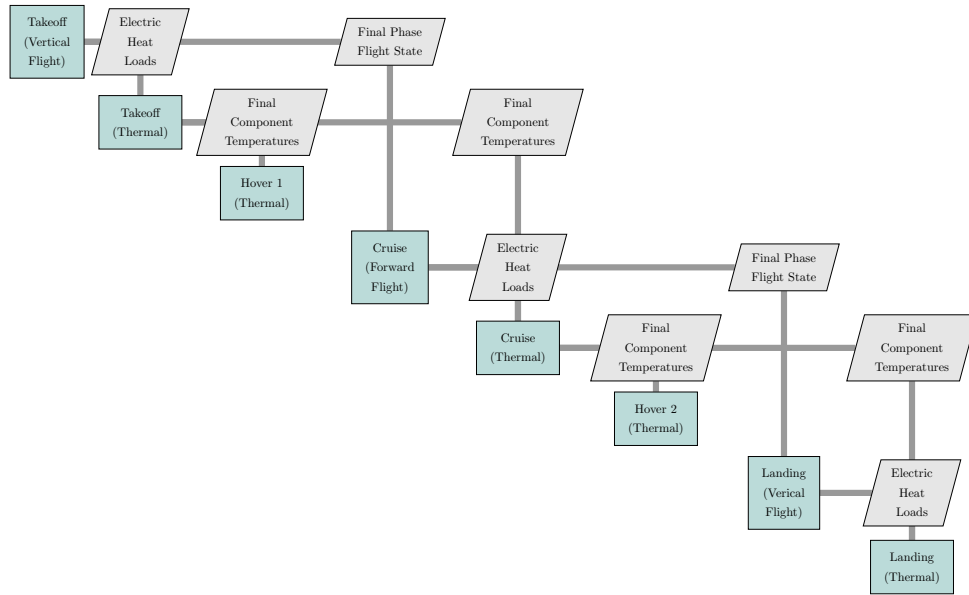 Takeoff
(Vertical
Flight)
Electric
Heat
Loads
Final Phase
Flight State
Takeoff
(Thermal)
Final
Component
Temperatures
Final
Component
Temperatures
Hover 1
(Thermal)
Cruise
(Forward
Flight)
Electric
Heat
Loads
Final Phase
Flight State
Cruise
(Thermal)
Final
Component
Temperatures
Final
Component
Temperatures
Hover 2
(Thermal)
Landing
(Verical
Flight)
Electric
Heat
Loads
Landing
(Thermal)